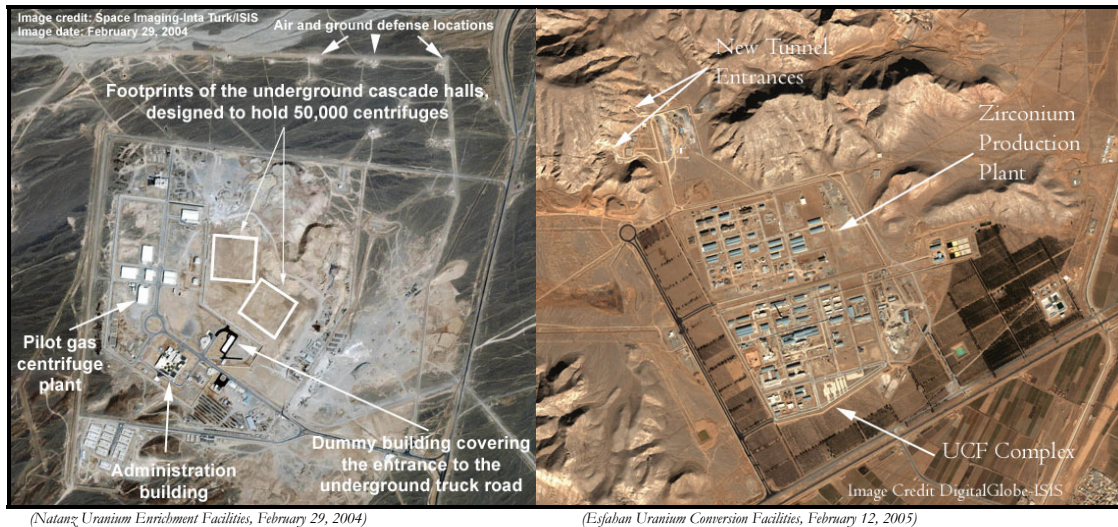 Image credit: Space Imaging-Inta Turk/ISIS
Image date: February 29, 2004
Air and ground defense locations
Footprints of the underground cascade halls,
designed to hold 50,000 centrifuges
Pilot gas
centrifuge
plant
Administration
building
Dummy building covering
the entrance to the
underground truck road
New Tunnel
Entrances
Zirconium
Production
Plant
UCF Complex
Image Credit DigitalGlobe-ISIS
(Natanz Uranium Enrichment Facilities, February 29, 2004)
(Esfahan Uranium Conversion Facilities, February 12, 2005)